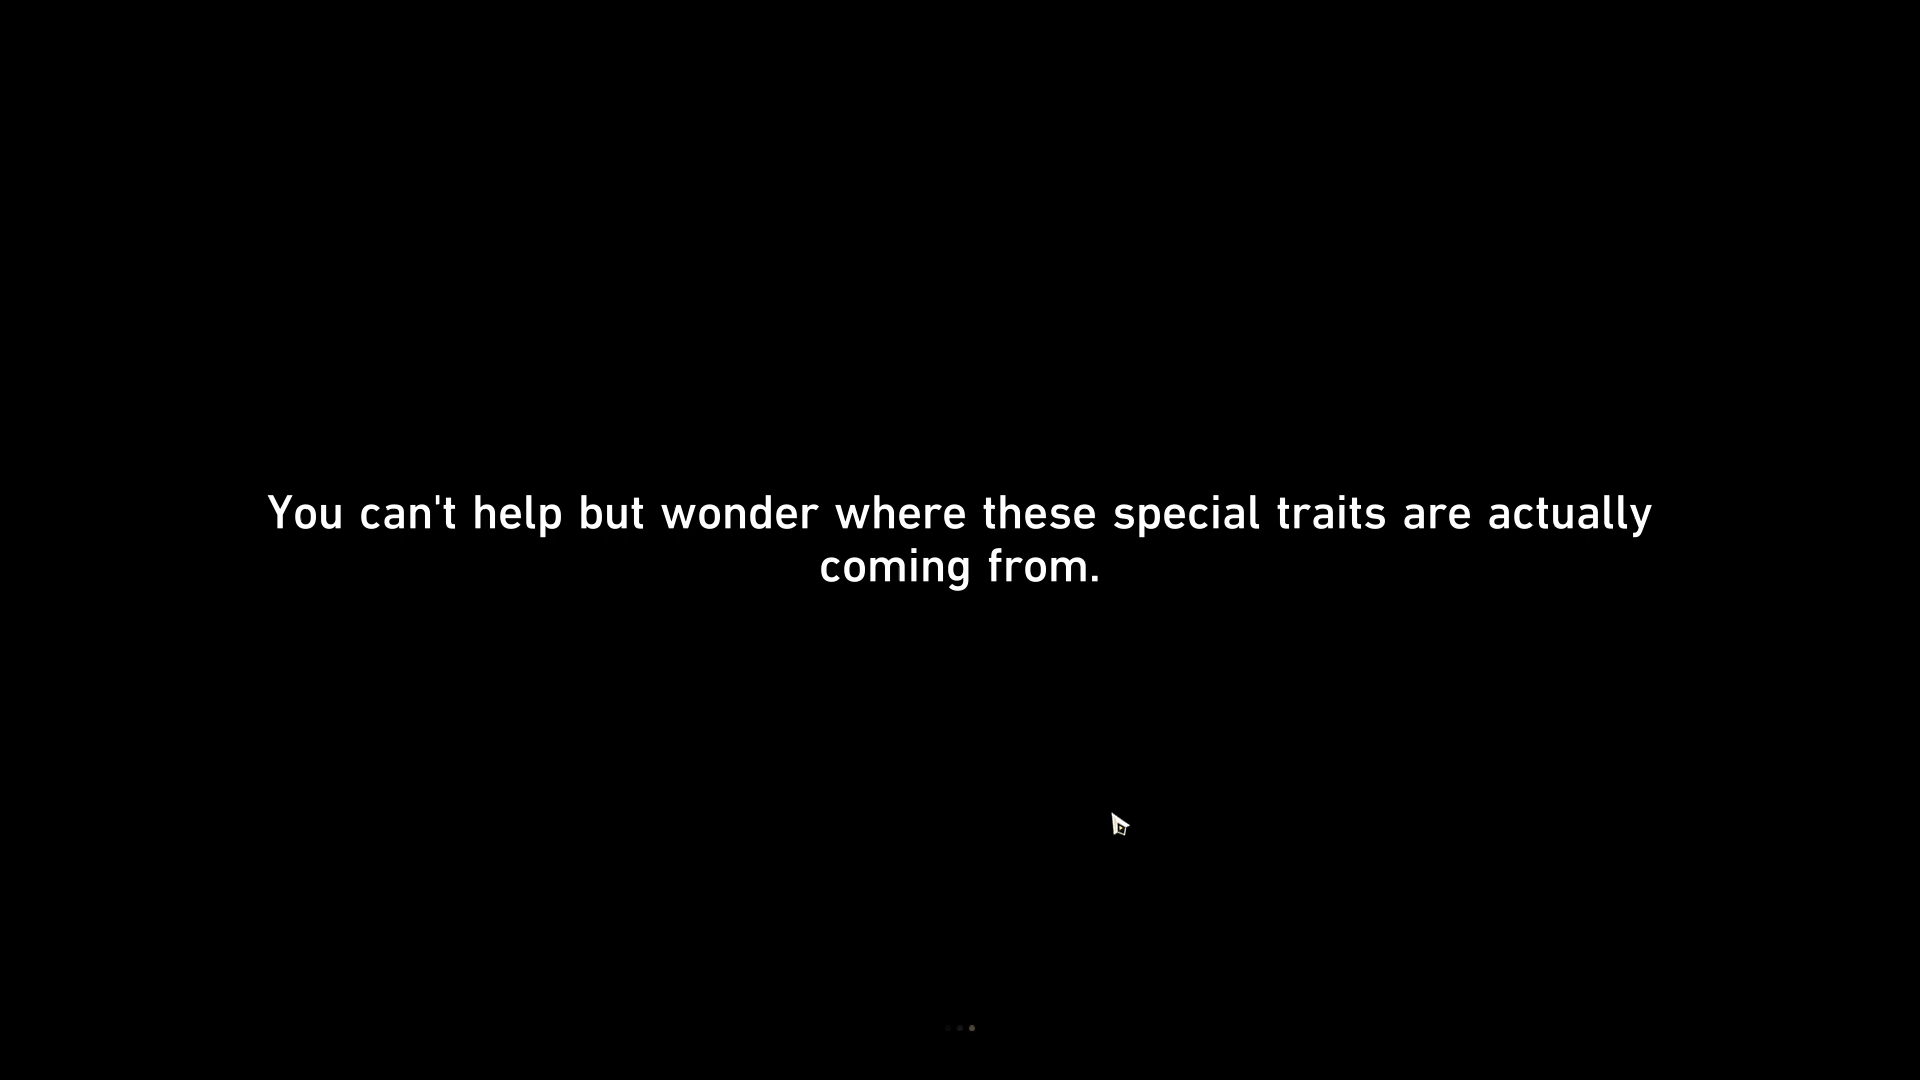 You can't help but wonder where these special traits are actually
coming from.